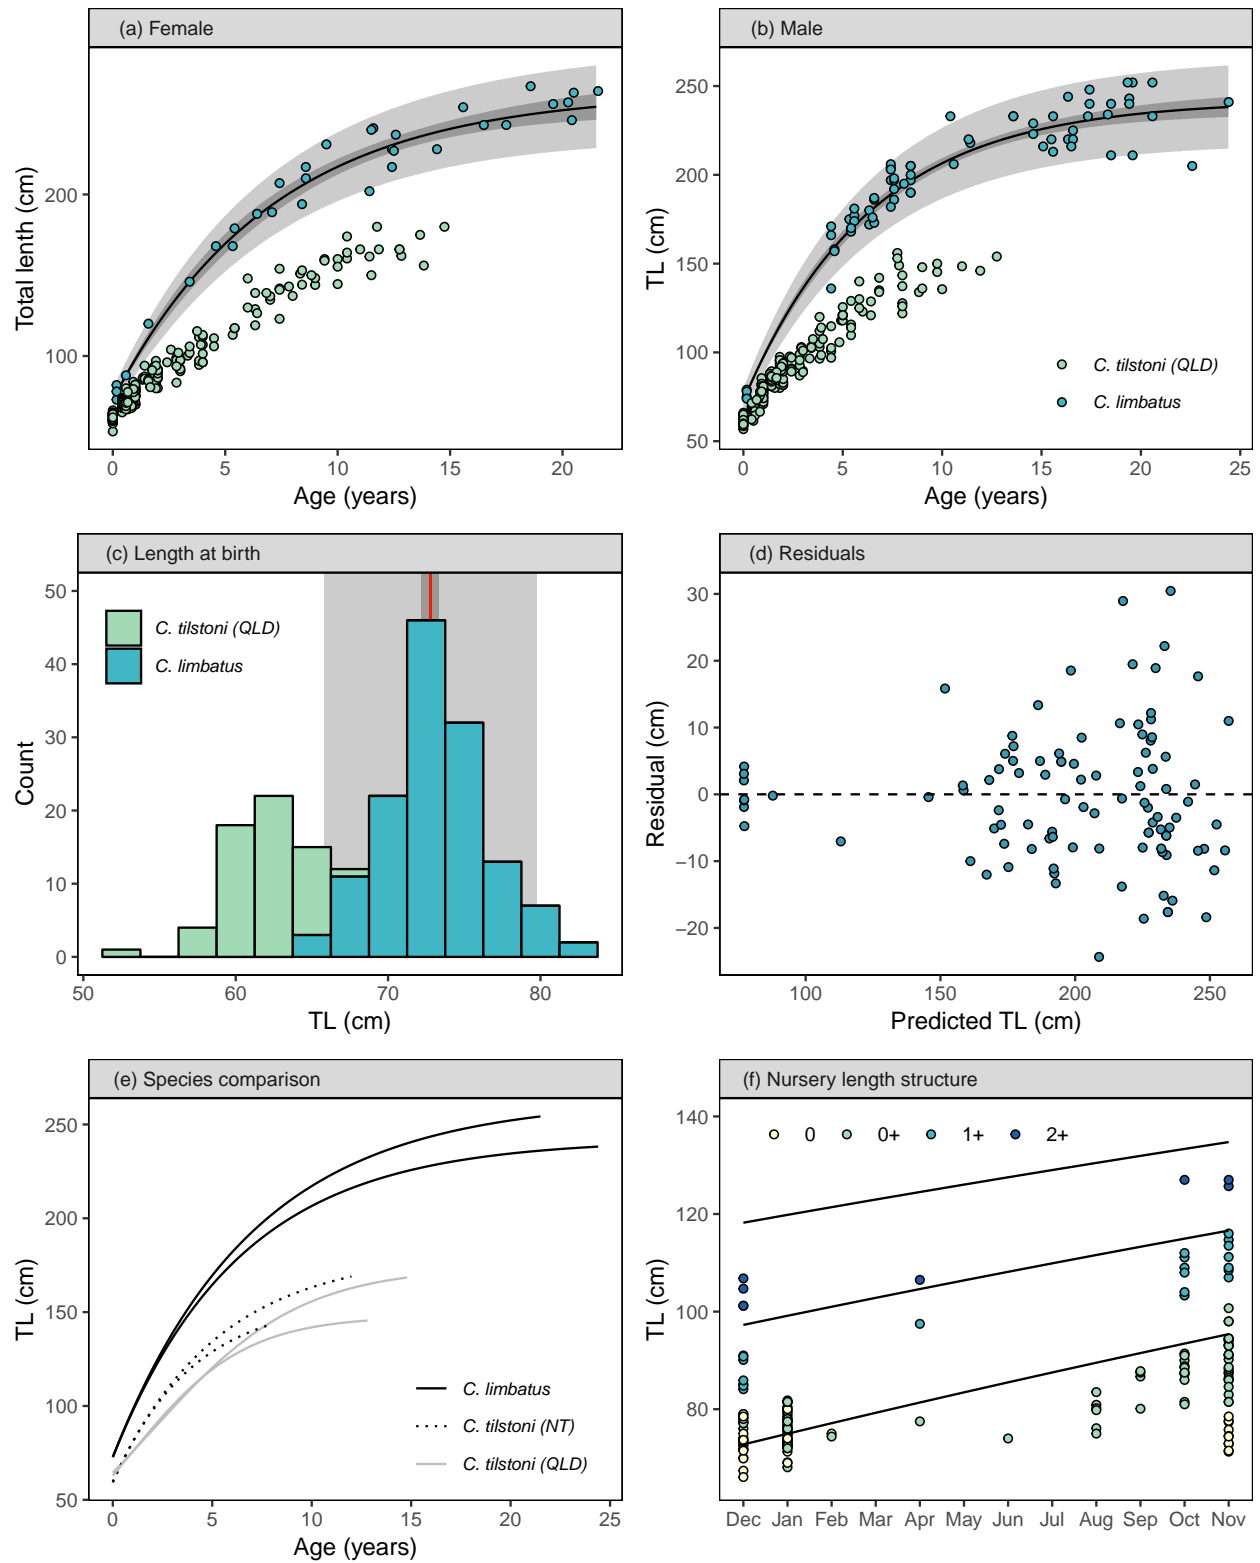 (a) Female
200
100
Total lenth (cm)
0 5 10 15 20
Age (years)
(b) Male
250
200
150
100
50
TL (cm)
C. tilstoni (QLD)
C. limbatus
0 5 10 15 20 25
Age (years)
(c) Length at birth
50
40
30
20
10
0
Count
C. tilstoni (QLD)
C. limbatus
50 60 70 80
TL (cm)
(d) Residuals
30
20
10
0
−10
−20
Residual (cm)
100 150 200 250
Predicted TL (cm)
(e) Species comparison
250
200
150
100
50
TL (cm)
C. limbatus
C. tilstoni (NT)
C. tilstoni (QLD)
0 5 10 15 20 25
Age (years)
(f) Nursery length structure
140
120
100
80
TL (cm)
0 0+ 1+ 2+
Dec Jan Feb Mar Apr May Jun Jul Aug Sep Oct Nov